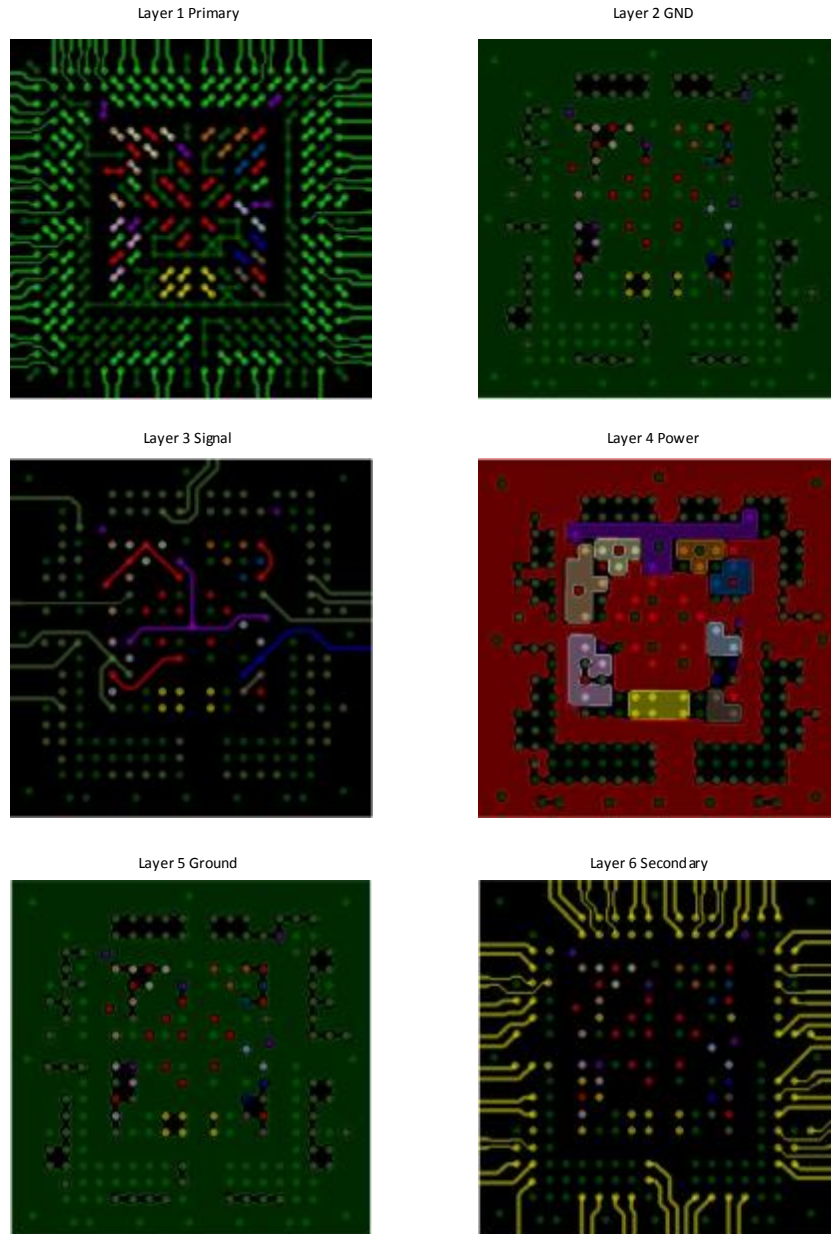 Layer 1 Primary
Layer 2 GND
Layer 3 Signal
Layer 4 Power
Layer 5 Ground
Layer 6 Secondary